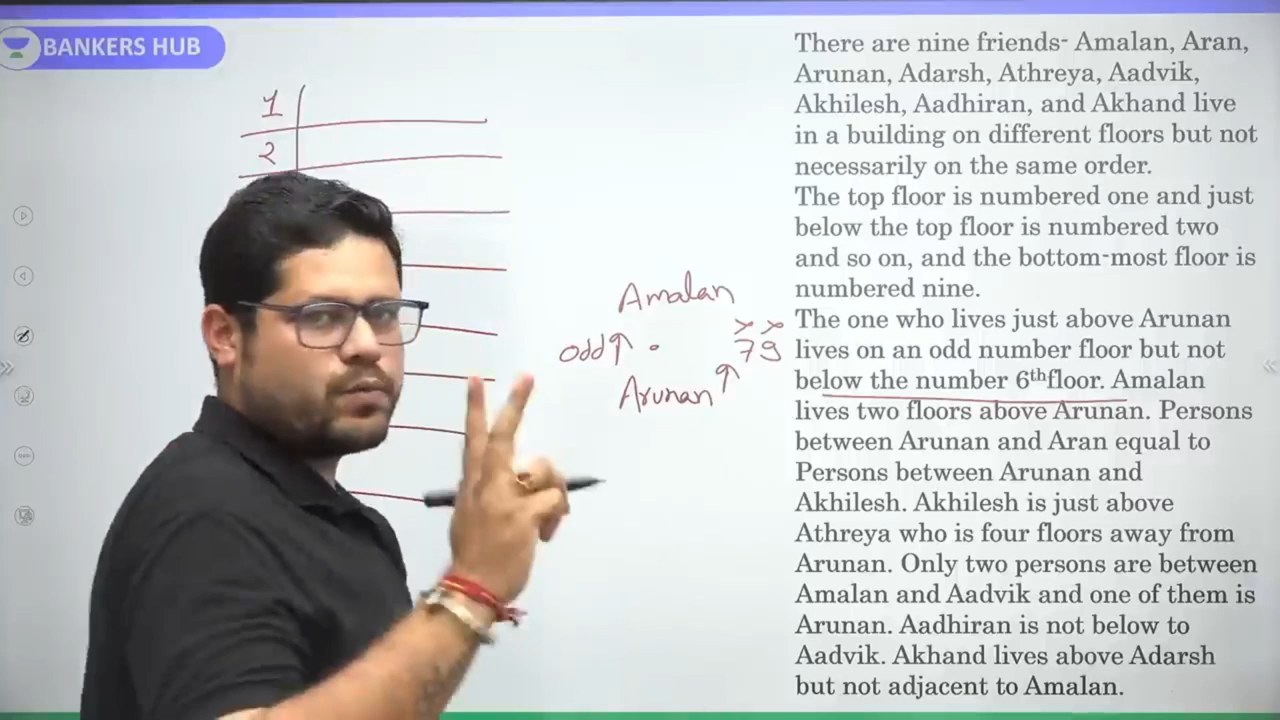 BANKERS HUB
1
2
Amalan
odd↑ . 7 9
Arunan
There are nine friends- Amalan, Aran,
Arunan, Adarsh, Athreya, Aadvik,
Akhilesh, Aadhiran, and Akhand live
in a building on different floors but not
necessarily on the same order.
The top floor is numbered one and just
below the top floor is numbered two
and so on, and the bottom-most floor is
numbered nine.
The one who lives just above Arunan
lives on an odd number floor but not
below the number 6thfloor. Amalan
lives two floors above Arunan. Persons
between Arunan and Aran equal to
Persons between Arunan and
Akhilesh. Akhilesh is just above
Athreya who is four floors away from
Arunan. Only two persons are between
Amalan and Aadvik and one of them is
Arunan. Aadhiran is not below to
Aadvik. Akhand lives above Adarsh
but not adjacent to Amalan.